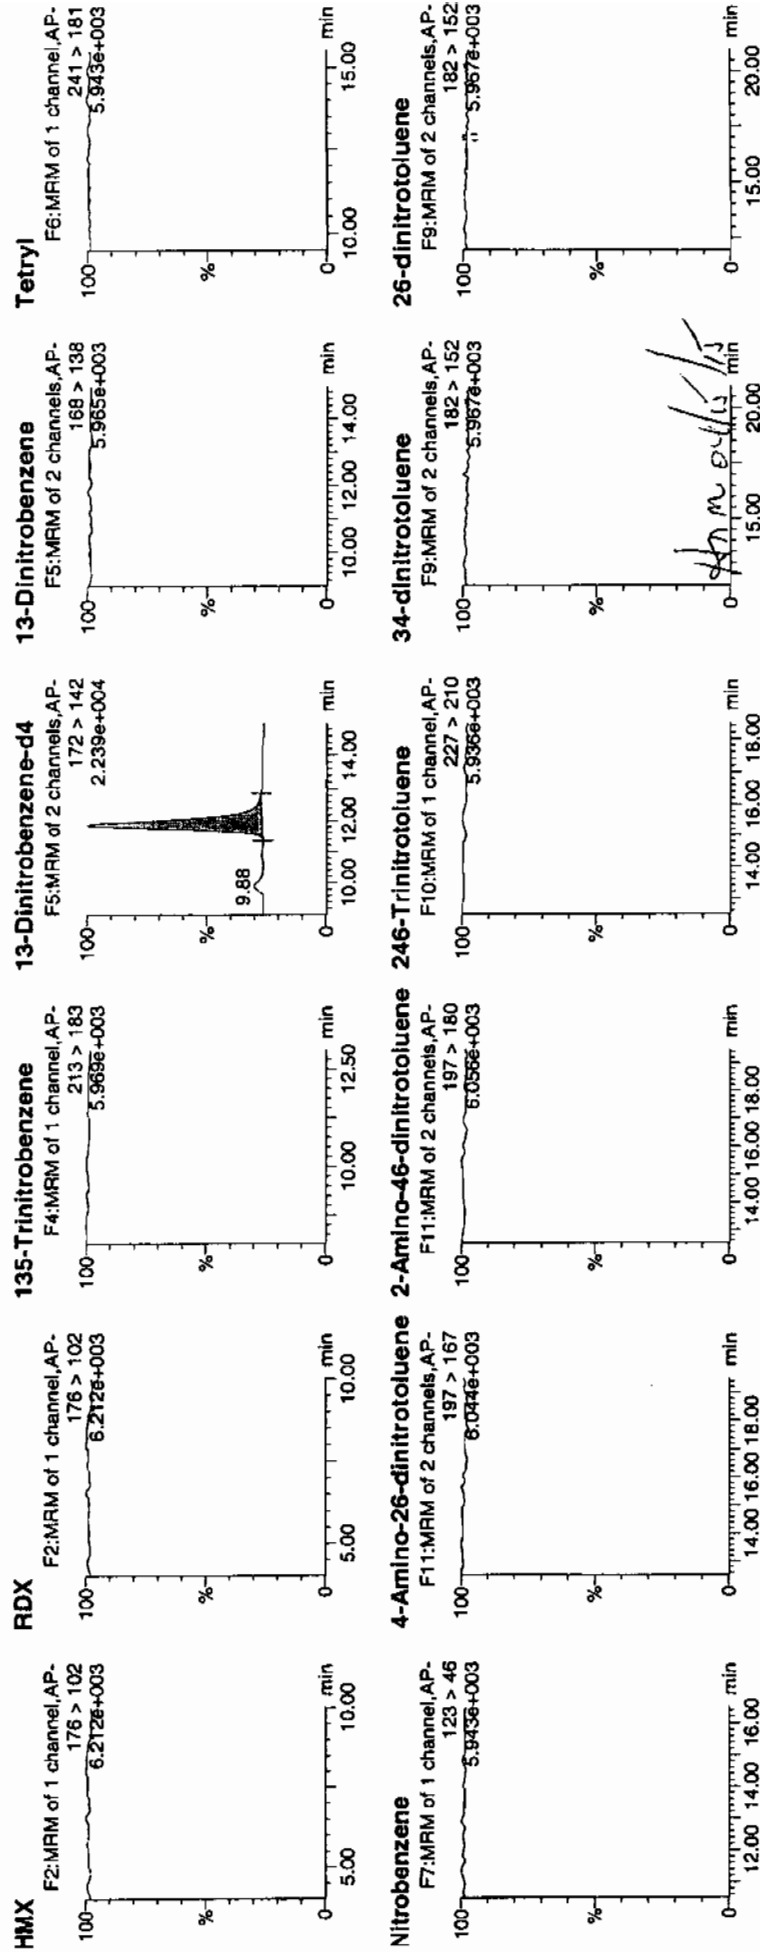 HMX
F2:MRM of 1 channel,AP-
176 > 102
6.212e+003
100
%
0
5.00
10.00
min
RDX
F2:MRM of 1 channel,AP-
176 > 102
6.212e+003
100
%
0
5.00
10.00
min
135-Trinitrobenzene
F4:MRM of 1 channel,AP-
213 > 183
5.969e+003
100
%
0
10.00
12.50
min
13-Dinitrobenzene-d4
F5:MRM of 2 channels,AP-
172 > 142
2.239e+004
100
9.88
%
0
10.00
12.00
14.00
min
13-Dinitrobenzene
F5:MRM of 2 channels,AP-
168 > 138
5.965e+003
100
%
0
10.00
12.00
14.00
min
Tetryl
F6:MRM of 1 channel,AP-
241 > 181
5.943e+003
100
%
0
10.00
15.00
min
Nitrobenzene
F7:MRM of 1 channel,AP-
123 > 46
5.943e+003
100
%
0
12.00
14.00
16.00
min
4-Amino-26-dinitrotoluene
F11:MRM of 2 channels,AP-
197 > 167
6.044e+003
100
%
0
14.00
16.00
18.00
min
2-Amino-46-dinitrotoluene
F11:MRM of 2 channels,AP-
197 > 180
6.056e+003
100
%
0
14.00
16.00
18.00
min
246-Trinitrotoluene
F10:MRM of 1 channel,AP-
227 > 210
5.936e+003
100
%
0
14.00
16.00
18.00
min
34-dinitrotoluene
F9:MRM of 2 channels,AP-
182 > 152
5.967e+003
100
%
0
15.00
20.00
min
26-dinitrotoluene
F9:MRM of 2 channels,AP-
182 > 152
5.967e+003
100
%
0
15.00
20.00
min